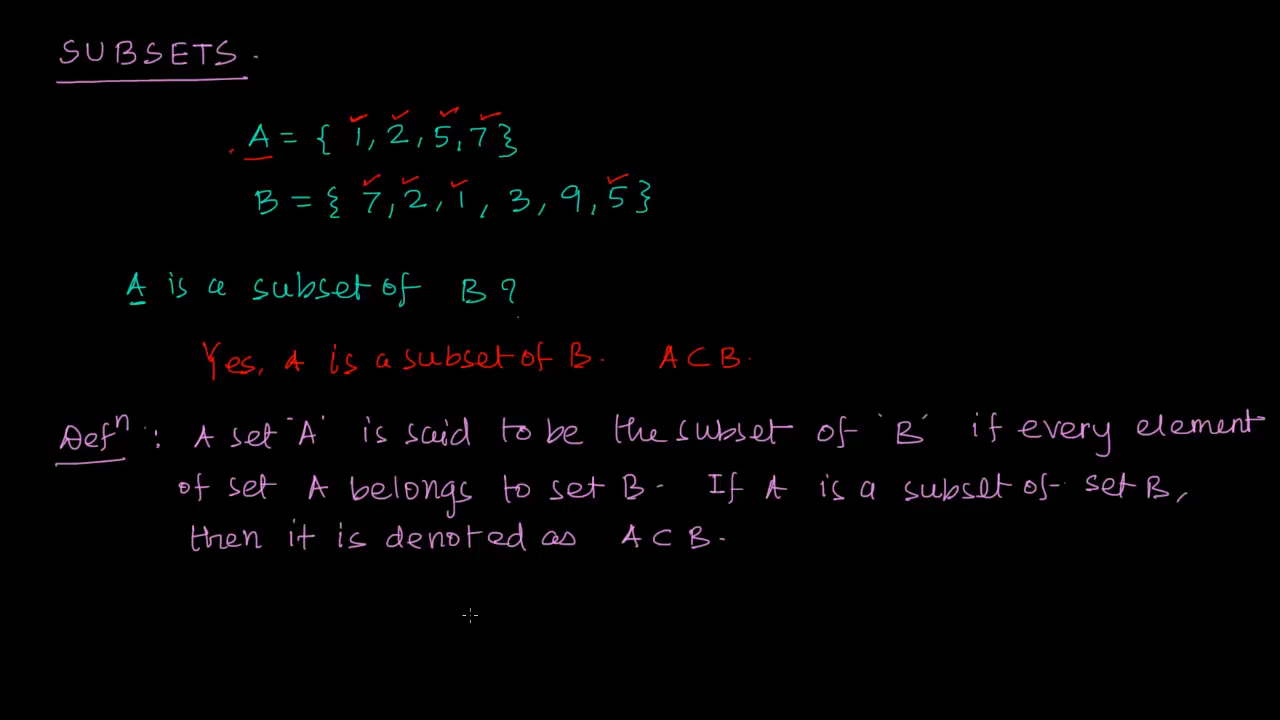 SUBSETS.
A = { 1, 2, 5, 7 }
B = { 7, 2, 1, 3, 9, 5 }
A is a subset of B ?
Yes, A is a subset of B. A ⊂ B.
Defⁿ : A set 'A' is said to be the subset of 'B' if every element
of set A belongs to set B. If A is a subset of set B,
then it is denoted as A ⊂ B.